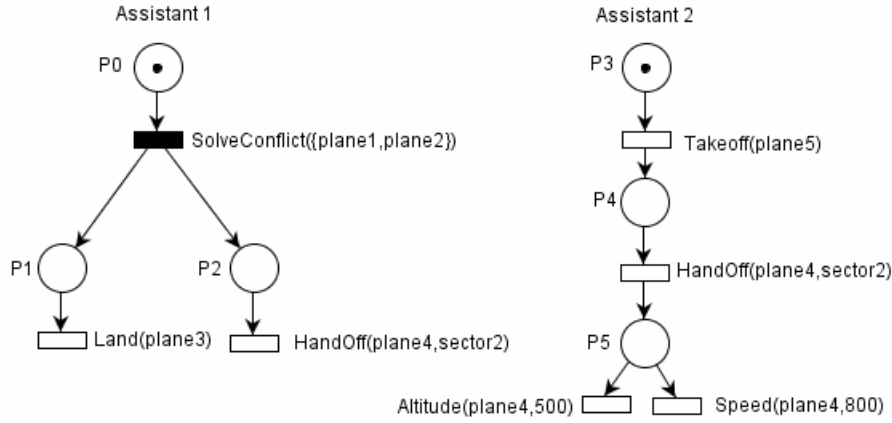 Assistant 1
Assistant 2
P0
P3
SolveConflict({plane1,plane2})
Takeoff(plane5)
P4
P1
P2
HandOff(plane4,sector2)
Land(plane3)
HandOff(plane4,sector2)
P5
Altitude(plane4,500)
Speed(plane4,800)